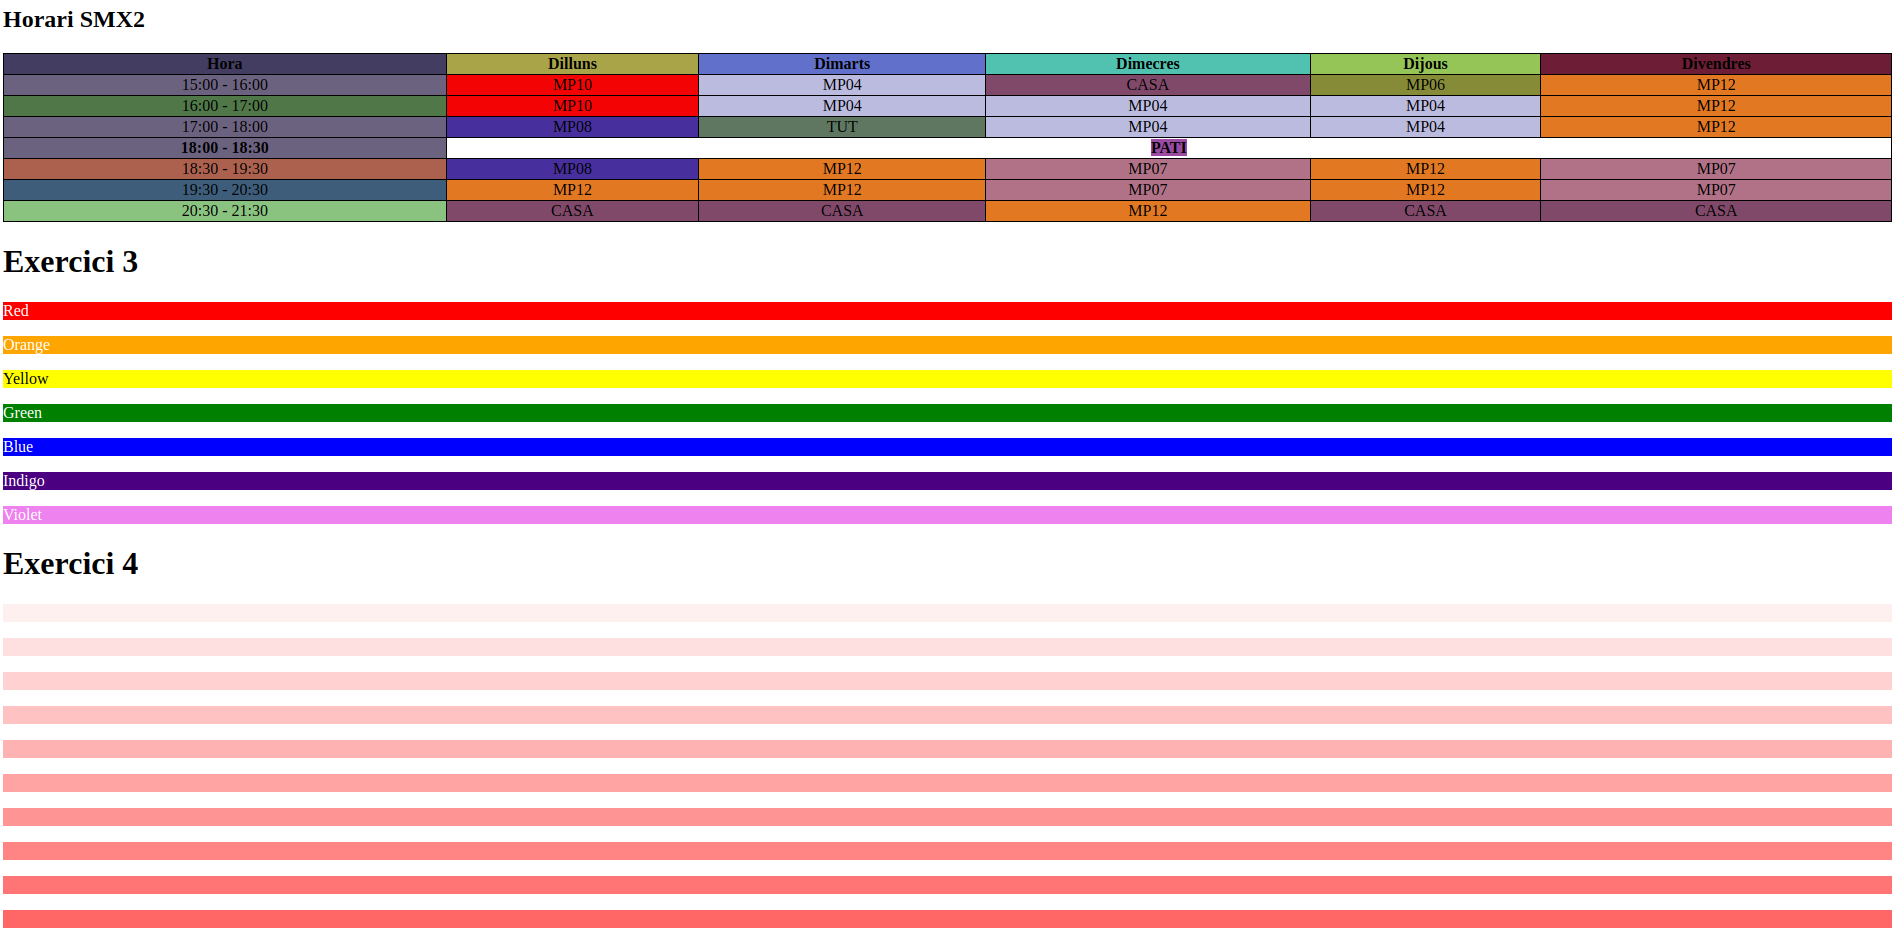 Horari SMX2
Hora Dilluns Dimarts Dimecres Dijous Divendres
15:00 - 16:00 MP10 MP04 CASA MP06 MP12
16:00 - 17:00 MP10 MP04 MP04 MP04 MP12
17:00 - 18:00 MP08 TUT MP04 MP04 MP12
18:00 - 18:30 PATI
18:30 - 19:30 MP08 MP12 MP07 MP12 MP07
19:30 - 20:30 MP12 MP12 MP07 MP12 MP07
20:30 - 21:30 CASA CASA MP12 CASA CASA
Exercici 3
Red
Orange
Yellow
Green
Blue
Indigo
Violet
Exercici 4